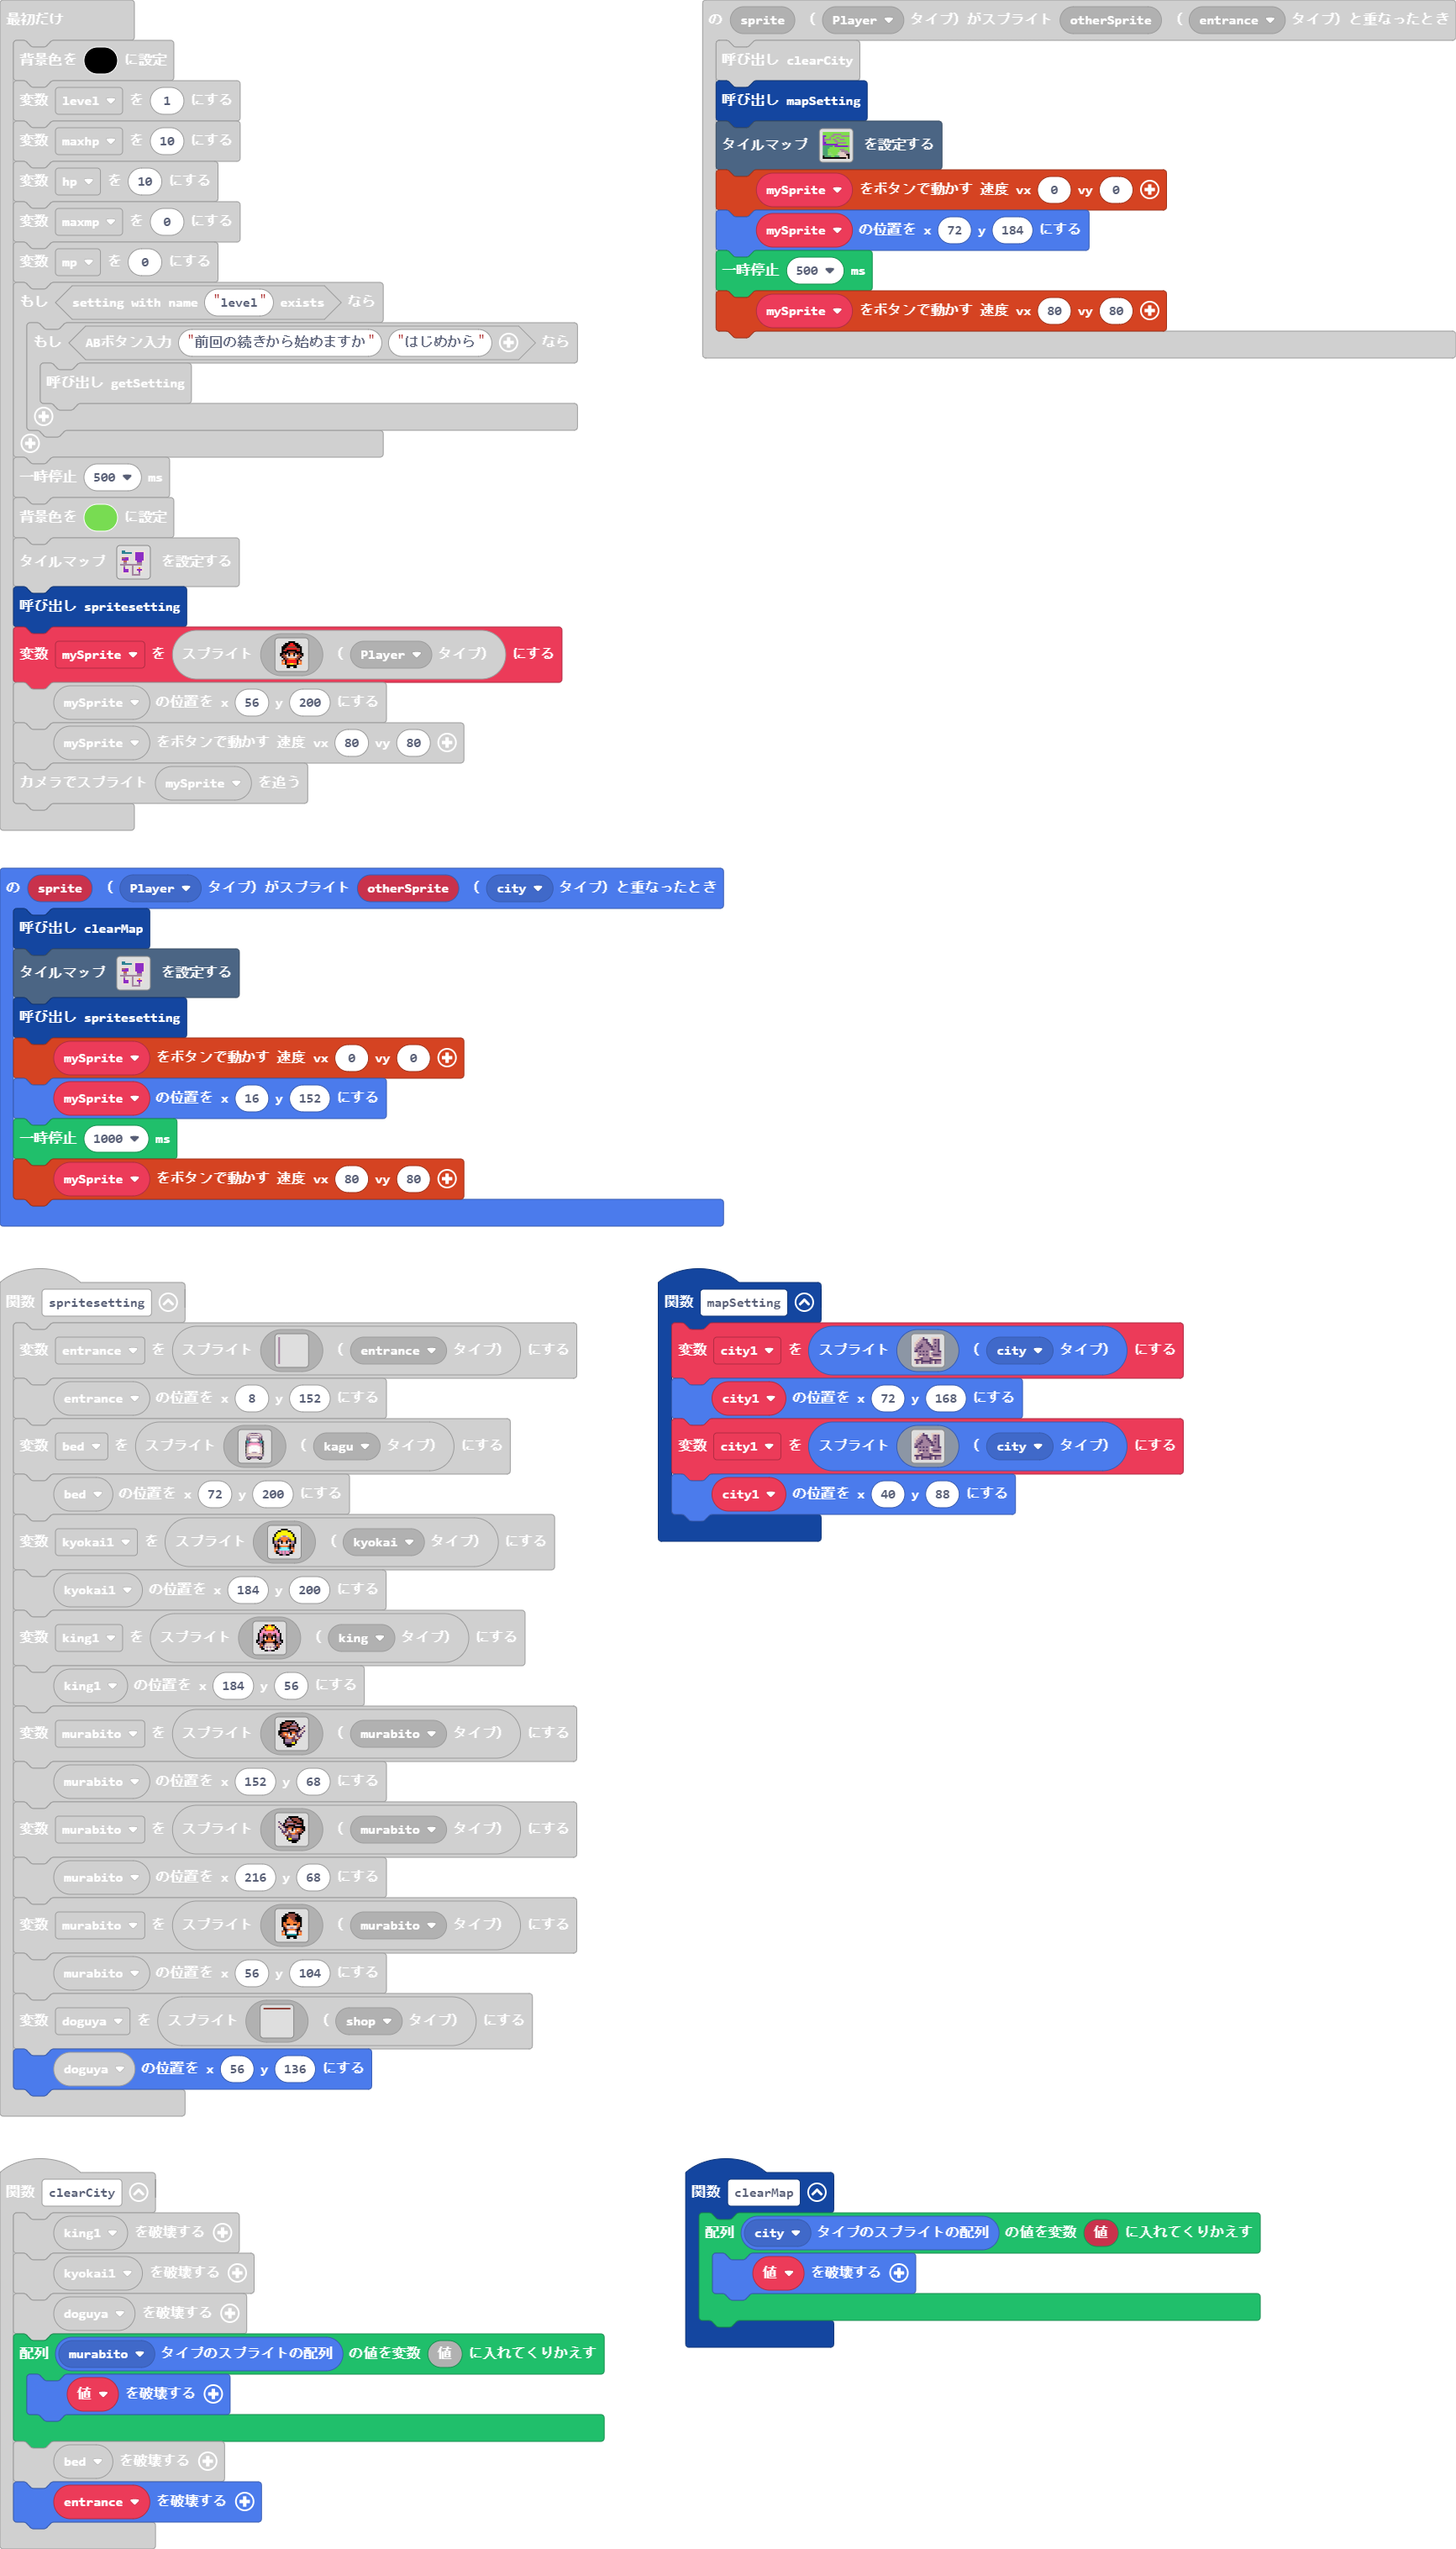 最初だけ
背景色を に設定
変数 level を 1 にする
変数 maxhp を 10 にする
変数 hp を 10 にする
変数 maxmp を 0 にする
変数 mp を 0 にする
もし setting with name "level" exists なら
もし ABボタン入力 "前回の続きから始めますか" "はじめから" なら
呼び出し getSetting
一時停止 500 ms
背景色を に設定
タイルマップ を設定する
呼び出し spritesetting
変数 mySprite を スプライト ( Player タイプ) にする
mySprite の位置を x 56 y 200 にする
mySprite をボタンで動かす 速度 vx 80 vy 80
カメラでスプライト mySprite を追う
の sprite ( Player タイプ) がスプライト otherSprite ( entrance タイプ) と重なったとき
呼び出し clearCity
呼び出し mapSetting
タイルマップ を設定する
mySprite をボタンで動かす 速度 vx 0 vy 0
mySprite の位置を x 72 y 184 にする
一時停止 500 ms
mySprite をボタンで動かす 速度 vx 80 vy 80
の sprite ( Player タイプ) がスプライト otherSprite ( city タイプ) と重なったとき
呼び出し clearMap
タイルマップ を設定する
呼び出し spritesetting
mySprite をボタンで動かす 速度 vx 0 vy 0
mySprite の位置を x 16 y 152 にする
一時停止 1000 ms
mySprite をボタンで動かす 速度 vx 80 vy 80
関数 spritesetting
変数 entrance を スプライト ( entrance タイプ) にする
entrance の位置を x 8 y 152 にする
変数 bed を スプライト ( kagu タイプ) にする
bed の位置を x 72 y 200 にする
変数 kyokai1 を スプライト ( kyokai タイプ) にする
kyokai1 の位置を x 184 y 200 にする
変数 king1 を スプライト ( king タイプ) にする
king1 の位置を x 184 y 56 にする
変数 murabito を スプライト ( murabito タイプ) にする
murabito の位置を x 152 y 68 にする
変数 murabito を スプライト ( murabito タイプ) にする
murabito の位置を x 216 y 68 にする
変数 murabito を スプライト ( murabito タイプ) にする
murabito の位置を x 56 y 104 にする
変数 doguya を スプライト ( shop タイプ) にする
doguya の位置を x 56 y 136 にする
関数 mapSetting
変数 city1 を スプライト ( city タイプ) にする
city1 の位置を x 72 y 168 にする
変数 city1 を スプライト ( city タイプ) にする
city1 の位置を x 40 y 88 にする
関数 clearCity
king1 を破壊する
kyokai1 を破壊する
doguya を破壊する
配列 murabito タイプのスプライトの配列 の値を変数 値 に入れてくりかえす
値 を破壊する
bed を破壊する
entrance を破壊する
関数 clearMap
配列 city タイプのスプライトの配列 の値を変数 値 に入れてくりかえす
値 を破壊する